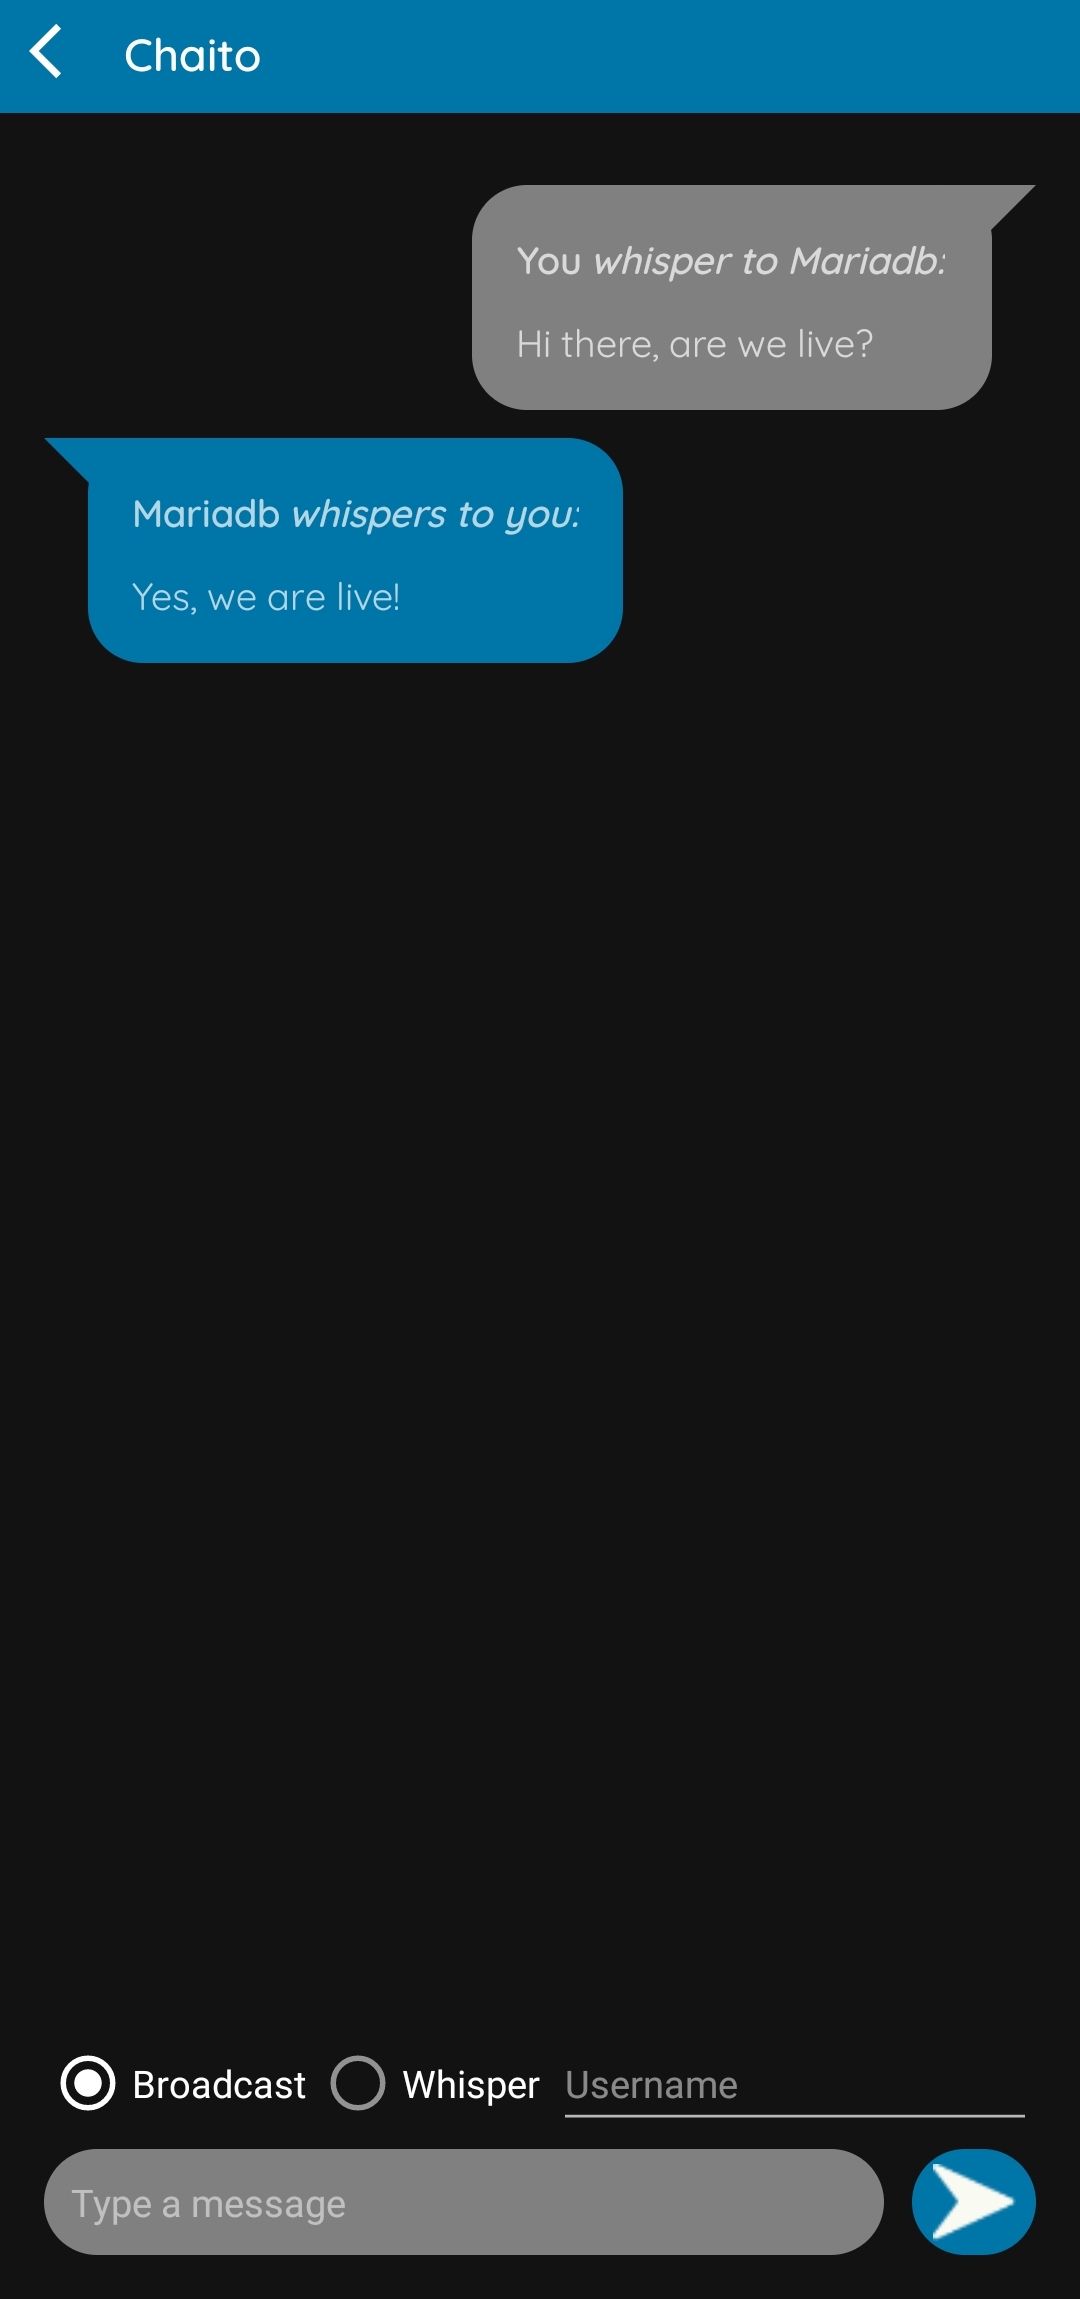 Chaito
You whisper to Mariadb:
Hi there, are we live?
Mariadb whispers to you:
Yes, we are live!
Broadcast Whisper Username
Type a message